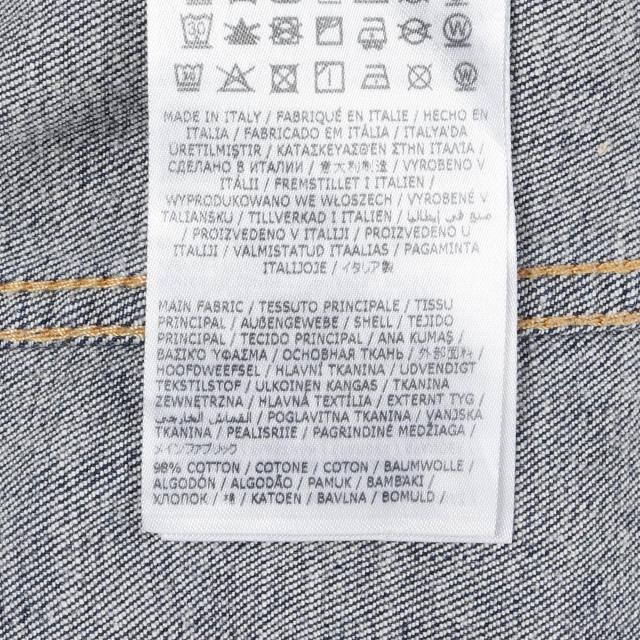 30
MADE IN ITALY / FABRIQUÉ EN ITALIE / HECHO EN
ITALIA / FABRICADO EM ITÁLIA / ITALYA'DA
ÜRETILMIŞTIR / ΚΑΤΑΣΚΕΥΑΣΘΕΝ ΣΤΗΝ ΙΤΑΛΙΑ /
СДЕЛАНО В ИТАЛИИ / 意大利制造 / VYROBENO V
ITÁLII / FREMSTILLET I ITALIEN /
WYPRODUKOWANO WE WŁOSZECH / VYROBENÉ V
TALIANSKU / TILLVERKAD I ITALIEN / صنع في إيطاليا
/ PROIZVEDENO V ITALIJI / PROIZVEDENO U
ITALIJI / VALMISTATUD ITAALIAS / PAGAMINTA
ITALIJOJE / イタリア製
MAIN FABRIC / TESSUTO PRINCIPALE / TISSU
PRINCIPAL / AUßENGEWEBE / SHELL / TEJIDO
PRINCIPAL / TECIDO PRINCIPAL / ANA KUMAŞ /
ΒΑΣΙΚΌ ΎΦΑΣΜΑ / ОСНОВНАЯ ТКАНЬ / 外部面料 /
HOOFDWEEFSEL / HLAVNÍ TKANINA / UDVENDIGT
TEKSTILSTOF / ULKOINEN KANGAS / TKANINA
ZEWNĘTRZNA / HLAVNÁ TEXTÍLIA / EXTERNT TYG /
القماش الخارجي / POGLAVITNA TKANINA / VANJSKA
TKANINA / PEALISRIIE / PAGRINDINĖ MEDŽIAGA /
メインファブリック
98% COTTON / COTONE / COTON / BAUMWOLLE /
ALGODÓN / ALGODÃO / PAMUK / ΒΑΜΒΆΚΙ /
ХЛОПОК / 棉 / KATOEN / BAVLNA / BOMULD /